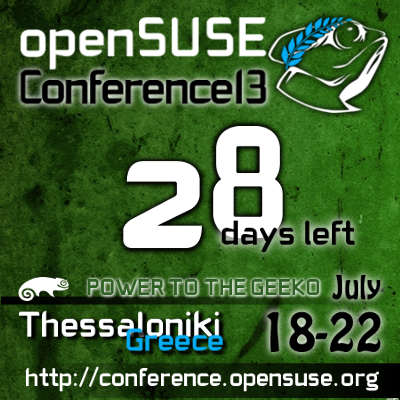 openSUSE
Conference13
28
days left
POWER TO THE GEEKO July
Thessaloniki
Greece
18-22
http://conference.opensuse.org